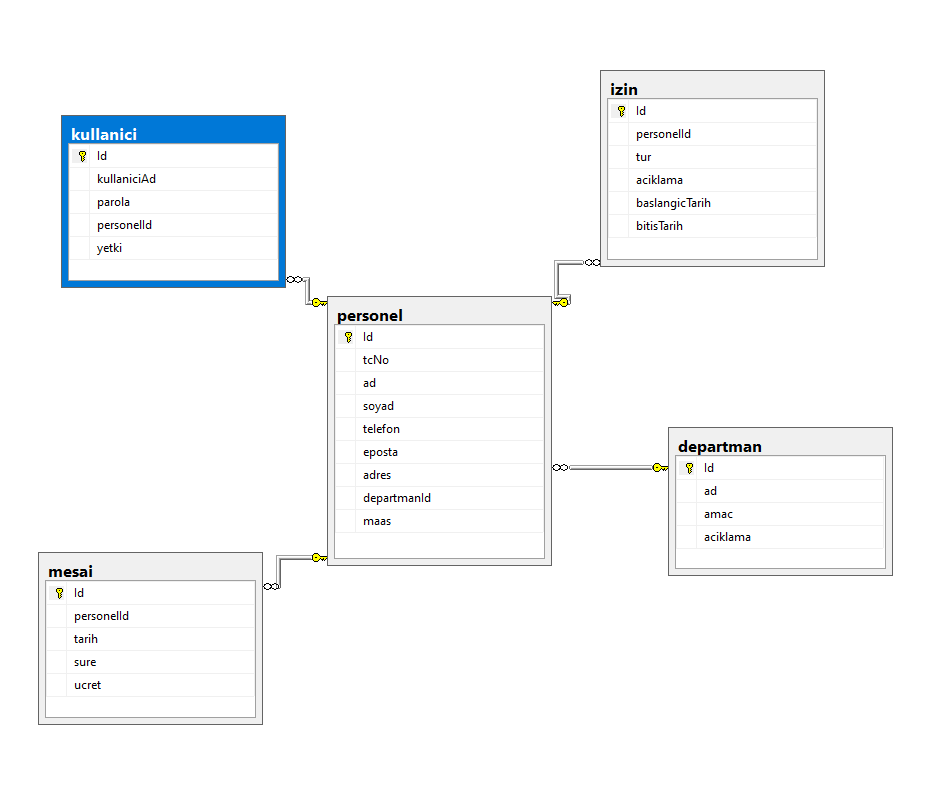 kullanici
Id
kullaniciAd
parola
personelId
yetki
izin
Id
personelId
tur
aciklama
baslangicTarih
bitisTarih
personel
Id
tcNo
ad
soyad
telefon
eposta
adres
departmanId
maas
departman
Id
ad
amac
aciklama
mesai
Id
personelId
tarih
sure
ucret